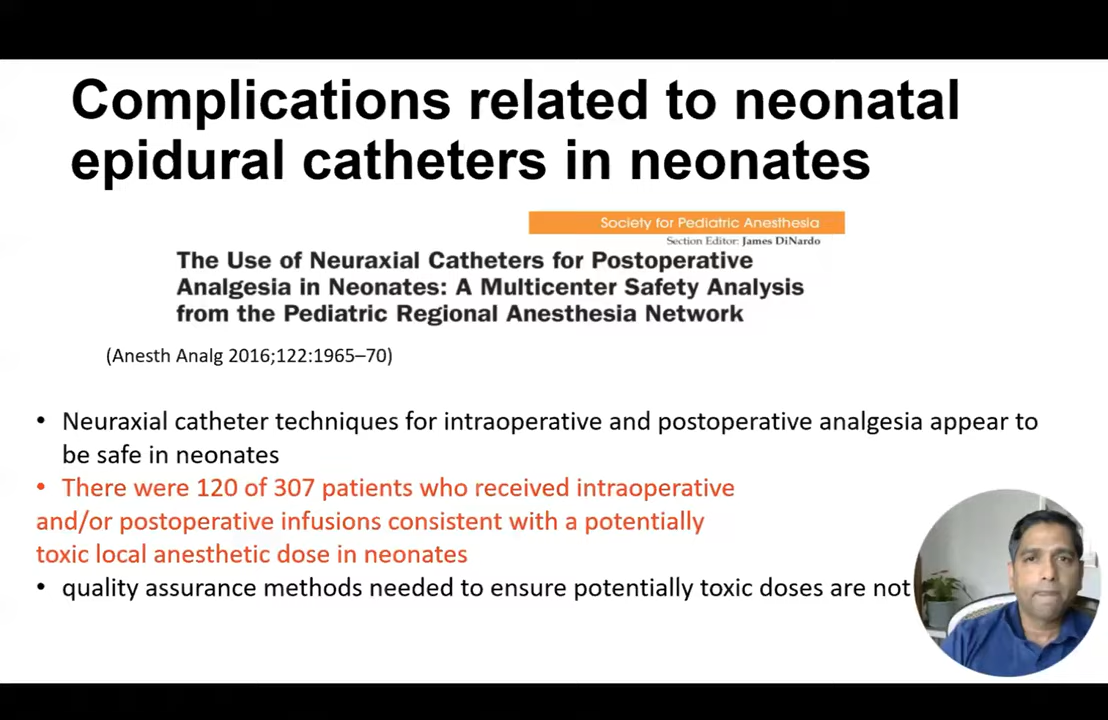 Complications related to neonatal
epidural catheters in neonates
Society for Pediatric Anesthesia
Section Editor: James DiNardo
The Use of Neuraxial Catheters for Postoperative
Analgesia in Neonates: A Multicenter Safety Analysis
from the Pediatric Regional Anesthesia Network
(Anesth Analg 2016;122:1965–70)
• Neuraxial catheter techniques for intraoperative and postoperative analgesia appear to
be safe in neonates
• There were 120 of 307 patients who received intraoperative
and/or postoperative infusions consistent with a potentially
toxic local anesthetic dose in neonates
• quality assurance methods needed to ensure potentially toxic doses are not